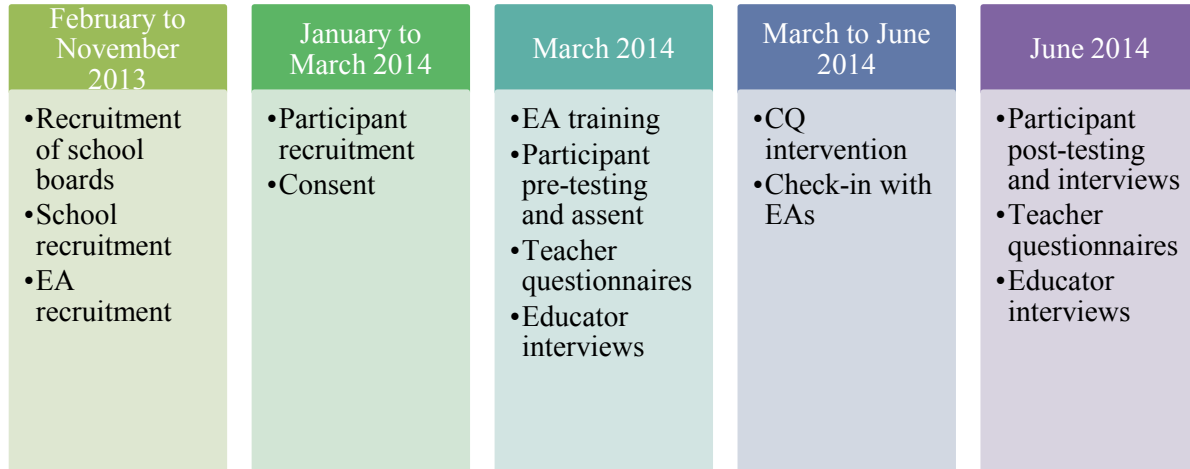 February to
November
2013
•Recruitment
of school
boards
•School
recruitment
•EA
recruitment
January to
March 2014
•Participant
recruitment
•Consent
March 2014
•EA training
•Participant
pre-testing
and assent
•Teacher
questionnaires
•Educator
interviews
March to June
2014
•CQ
intervention
•Check-in with
EAs
June 2014
•Participant
post-testing
and interviews
•Teacher
questionnaires
•Educator
interviews